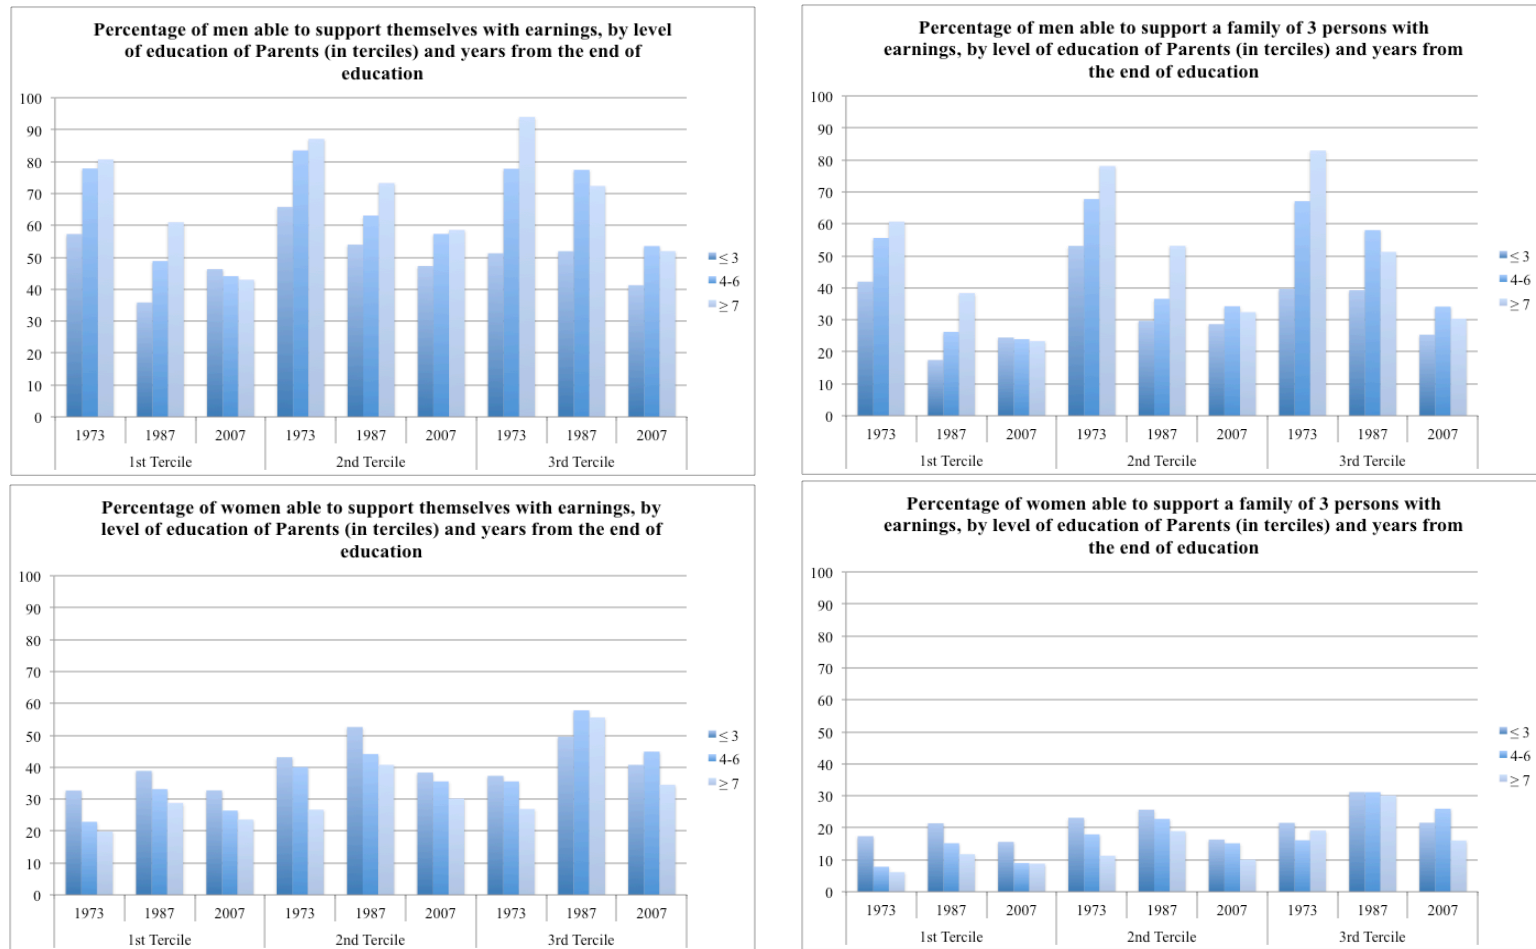 Percentage of men able to support themselves with earnings, by level
of education of Parents (in terciles) and years from the end of
education
100
90
80
70
60
50
40
30
20
10
0
≤ 3
4-6
≥ 7
1973 1987 2007 1973 1987 2007 1973 1987 2007
1st Tercile 2nd Tercile 3rd Tercile
Percentage of men able to support a family of 3 persons with
earnings, by level of education of Parents (in terciles) and years from
the end of education
100
90
80
70
60
50
40
30
20
10
0
≤ 3
4-6
≥ 7
1973 1987 2007 1973 1987 2007 1973 1987 2007
1st Tercile 2nd Tercile 3rd Tercile
Percentage of women able to support themselves with earnings, by
level of education of Parents (in terciles) and years from the end of
education
100
90
80
70
60
50
40
30
20
10
0
≤ 3
4-6
≥ 7
1973 1987 2007 1973 1987 2007 1973 1987 2007
1st Tercile 2nd Tercile 3rd Tercile
Percentage of women able to support a family of 3 persons with
earnings, by level of education of Parents (in terciles) and years from
the end of education
100
90
80
70
60
50
40
30
20
10
0
≤ 3
4-6
≥ 7
1973 1987 2007 1973 1987 2007 1973 1987 2007
1st Tercile 2nd Tercile 3rd Tercile